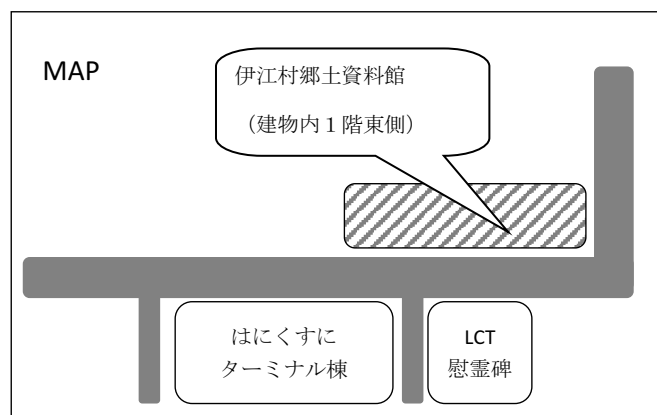 MAP
伊江村郷土資料館
（建物内１階東側）
はにくすに
ターミナル棟
LCT
慰霊碑